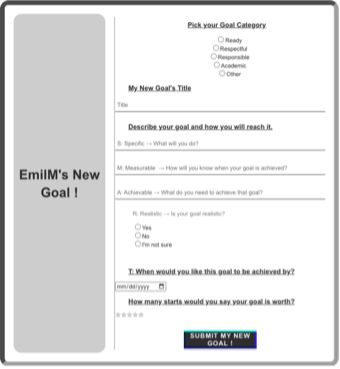 Pick your Goal Category
Ready
Respectful
Responsible
Academic
Other
My New Goal's Title
Title
Describe your goal and how you will reach it.
S: Specific → What will you do?
M: Measurable → How will you know when your goal is achieved?
A: Achievable → What do you need to achieve that goal?
R: Realistic → Is your goal realistic?
Yes
No
I'm not sure
T: When would you like this goal to be achieved by?
mm/dd/yyyy
How many starts would you say your goal is worth?
EmilM's New
Goal !
SUBMIT MY NEW
GOAL !